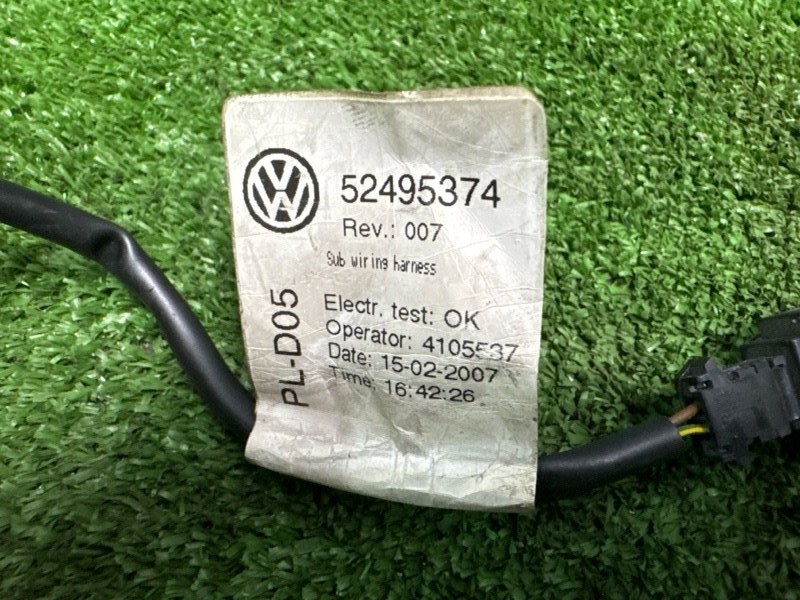 52495374
Rev.: 007
Sub wiring harness
PL-D05
Electr. test: OK
Operator: 4105537
Date: 15-02-2007
Time: 16:42:26